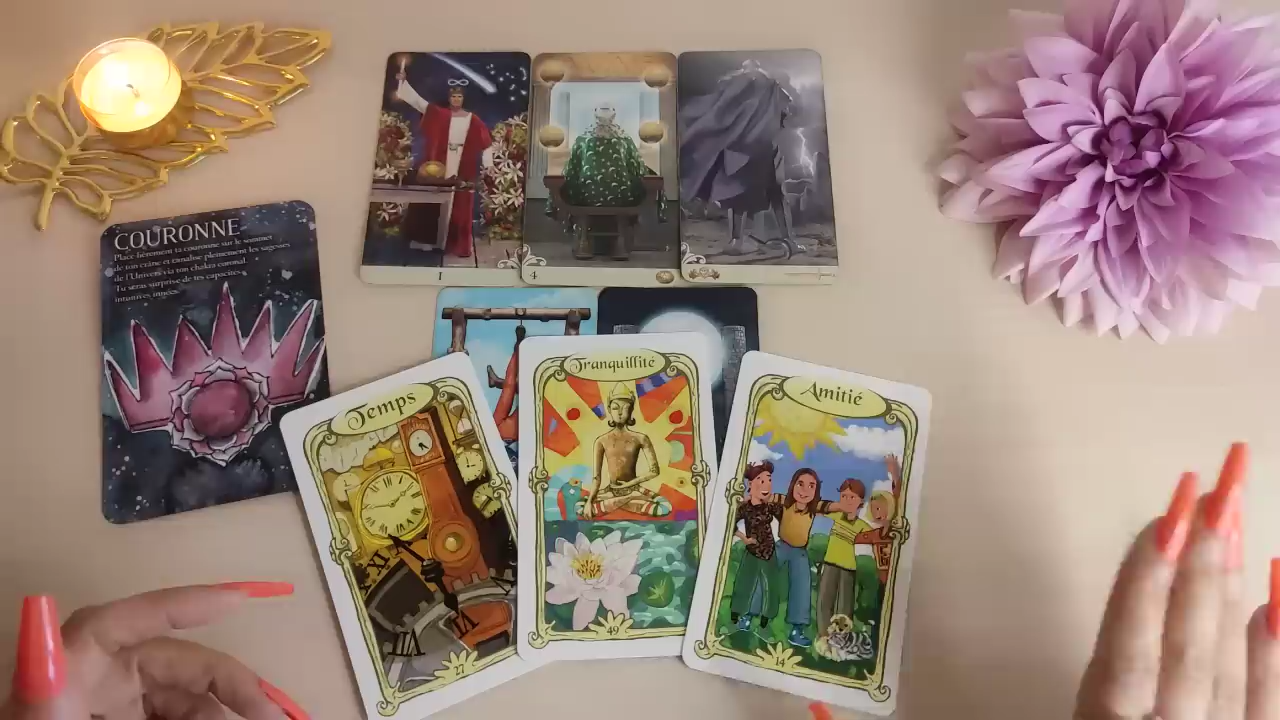 COURONNE
Place fièrement ta couronne sur le sommet
de ton crâne et canalise pleinement les sagesses
de l'Univers via ton chakra coronal.
Tu seras surprise de tes capacités
intuitives innées.
I
4
Temps
27
Tranquillité
49
Amitié
14